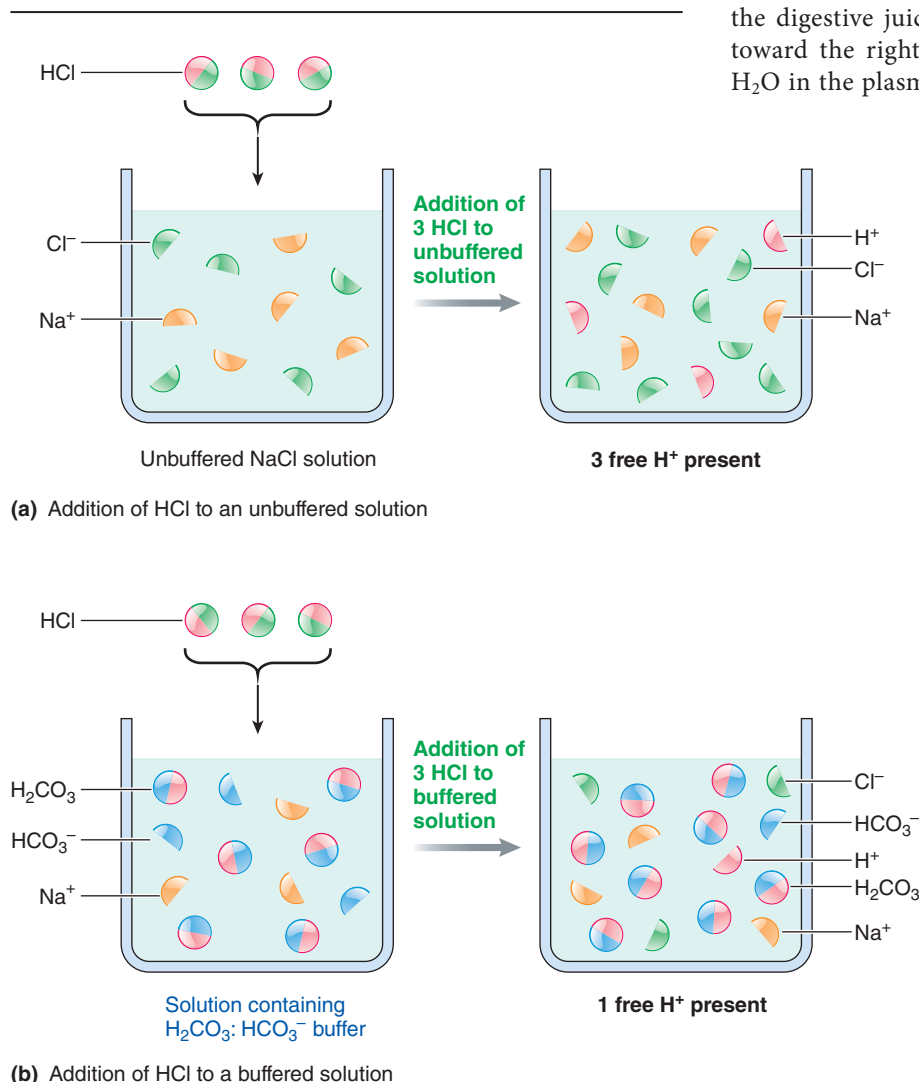 the digestive juic
toward the right
H₂O in the plasm
HCl
Cl⁻
Na⁺
Addition of
3 HCl to
unbuffered
solution
H⁺
Cl⁻
Na⁺
Unbuffered NaCl solution
3 free H⁺ present
(a) Addition of HCl to an unbuffered solution
HCl
H₂CO₃
HCO₃⁻
Na⁺
Addition of
3 HCl to
buffered
solution
Cl⁻
HCO₃⁻
H⁺
H₂CO₃
Na⁺
Solution containing
H₂CO₃: HCO₃⁻ buffer
1 free H⁺ present
(b) Addition of HCl to a buffered solution